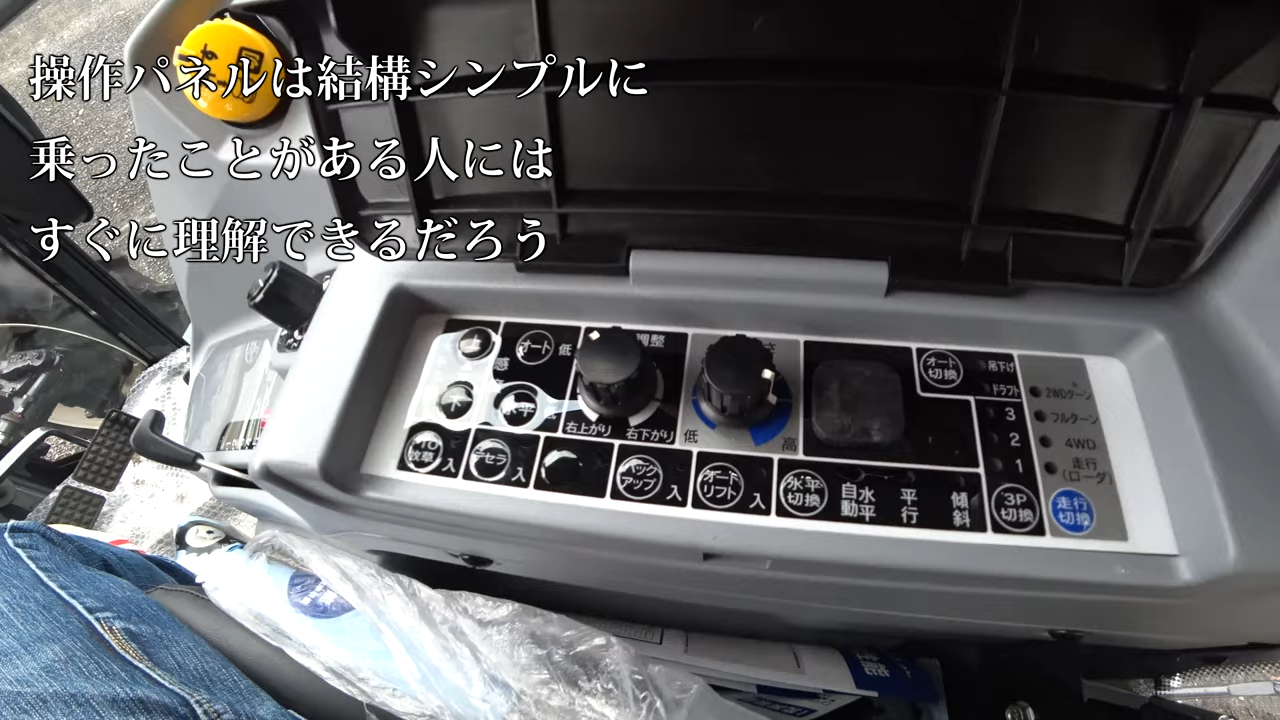 操作パネルは結構シンプルに
乗ったことがある人には
すぐに理解できるだろう
上
オート
低
感
調整
オート
切換
吊下げ
ドラフト
2WDターン
フルターン
4WD
走行
(ローダ)
下
水平
右上がり
右下がり
低
高
3
2
1
入
デセラ
入
バック
アップ
入
オート
リフト
入
水平
切換
自動
水平
平行
傾斜
3P
切換
走行
切換